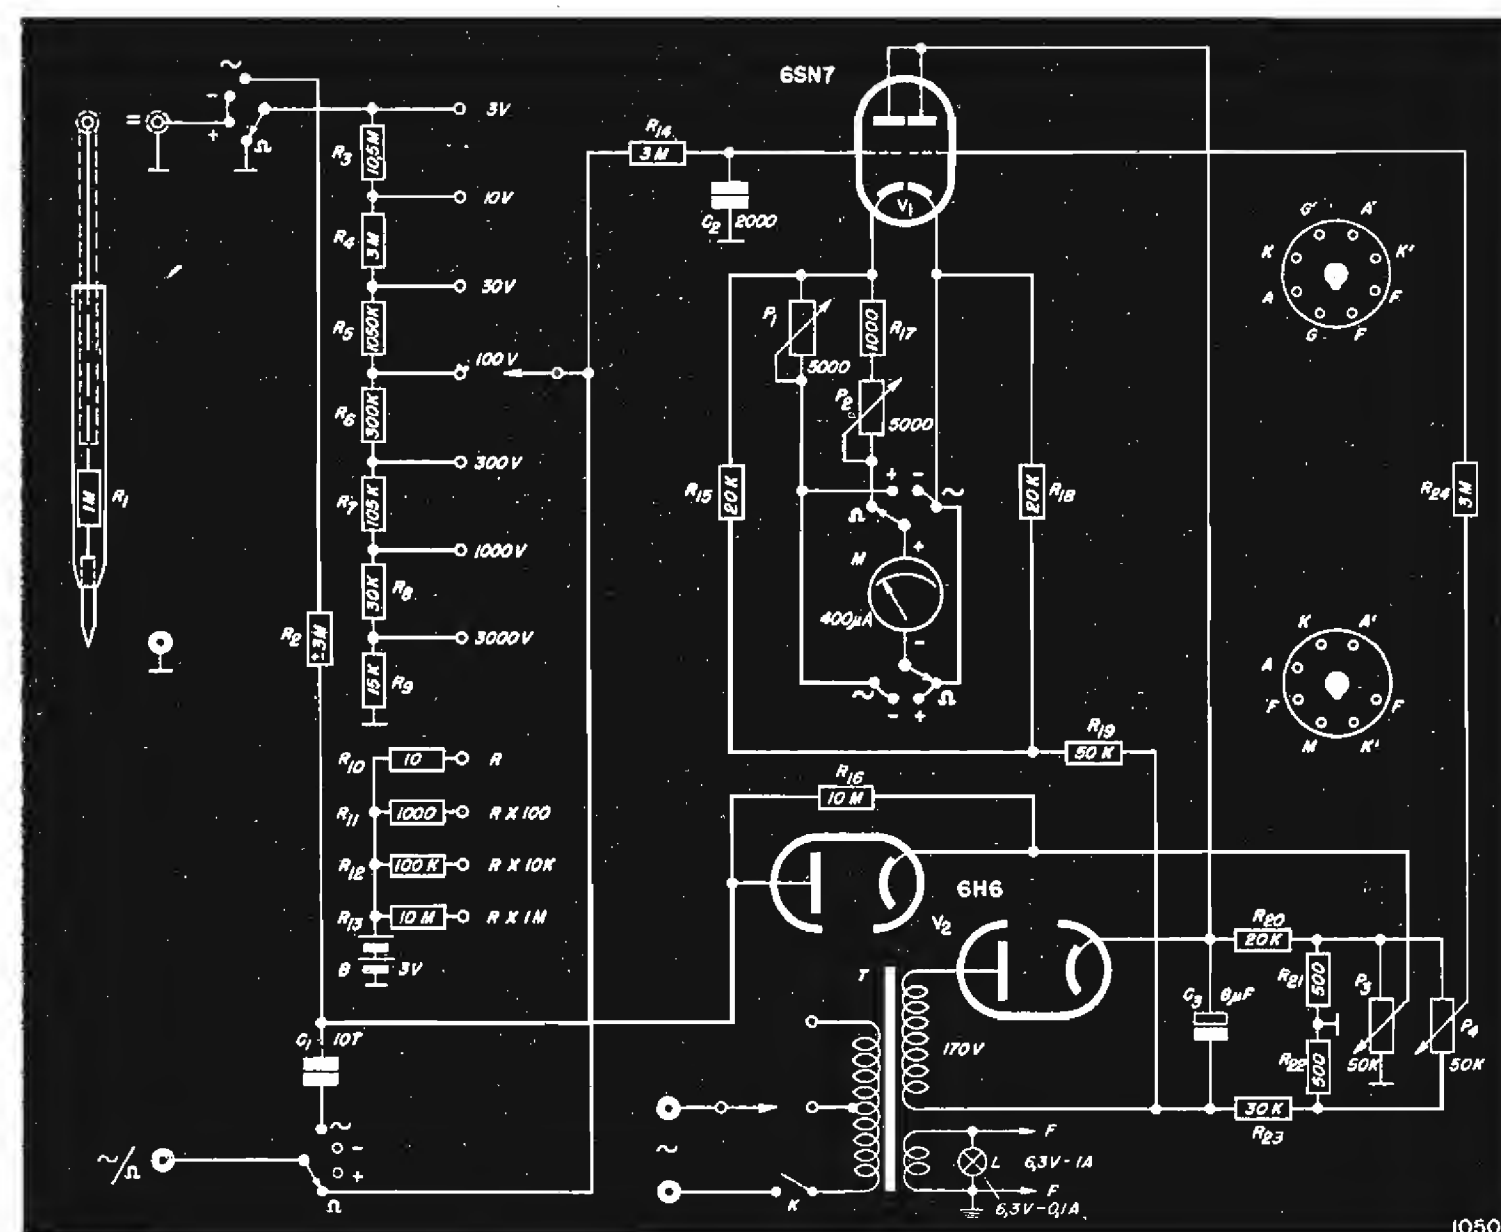 6SN7
~
-
=
+
Ω
3V
R3
10,5M
R14
3M
10V
R4
3M
C2
2000
V1
G'
A'
K
K'
A
F
G
F
30V
R5
1050K
P1
5000
R17
1000
100V
R6
300K
P2
5000
300V
R7
105K
R15
20K
+
-
~
Ω
R18
20K
R24
3M
R1
1M
1000V
R8
30K
M
+
400µA
-
R2
±3M
3000V
R9
15K
~
-
+
Ω
K
A'
A
F
F
M
K'
R19
50K
R10
10
R
R16
10M
R11
1000
R X 100
R12
100K
R X 10K
6H6
R13
10M
R X 1M
V2
R20
20K
B
3V
T
R21
500
P3
C3
8µF
P4
C1
10T
170V
R22
500
50K
50K
30K
R23
~
-
+
Ω
~/Ω
~
K
F
L
6,3V-1A
F
6,3V-0,1A
1050